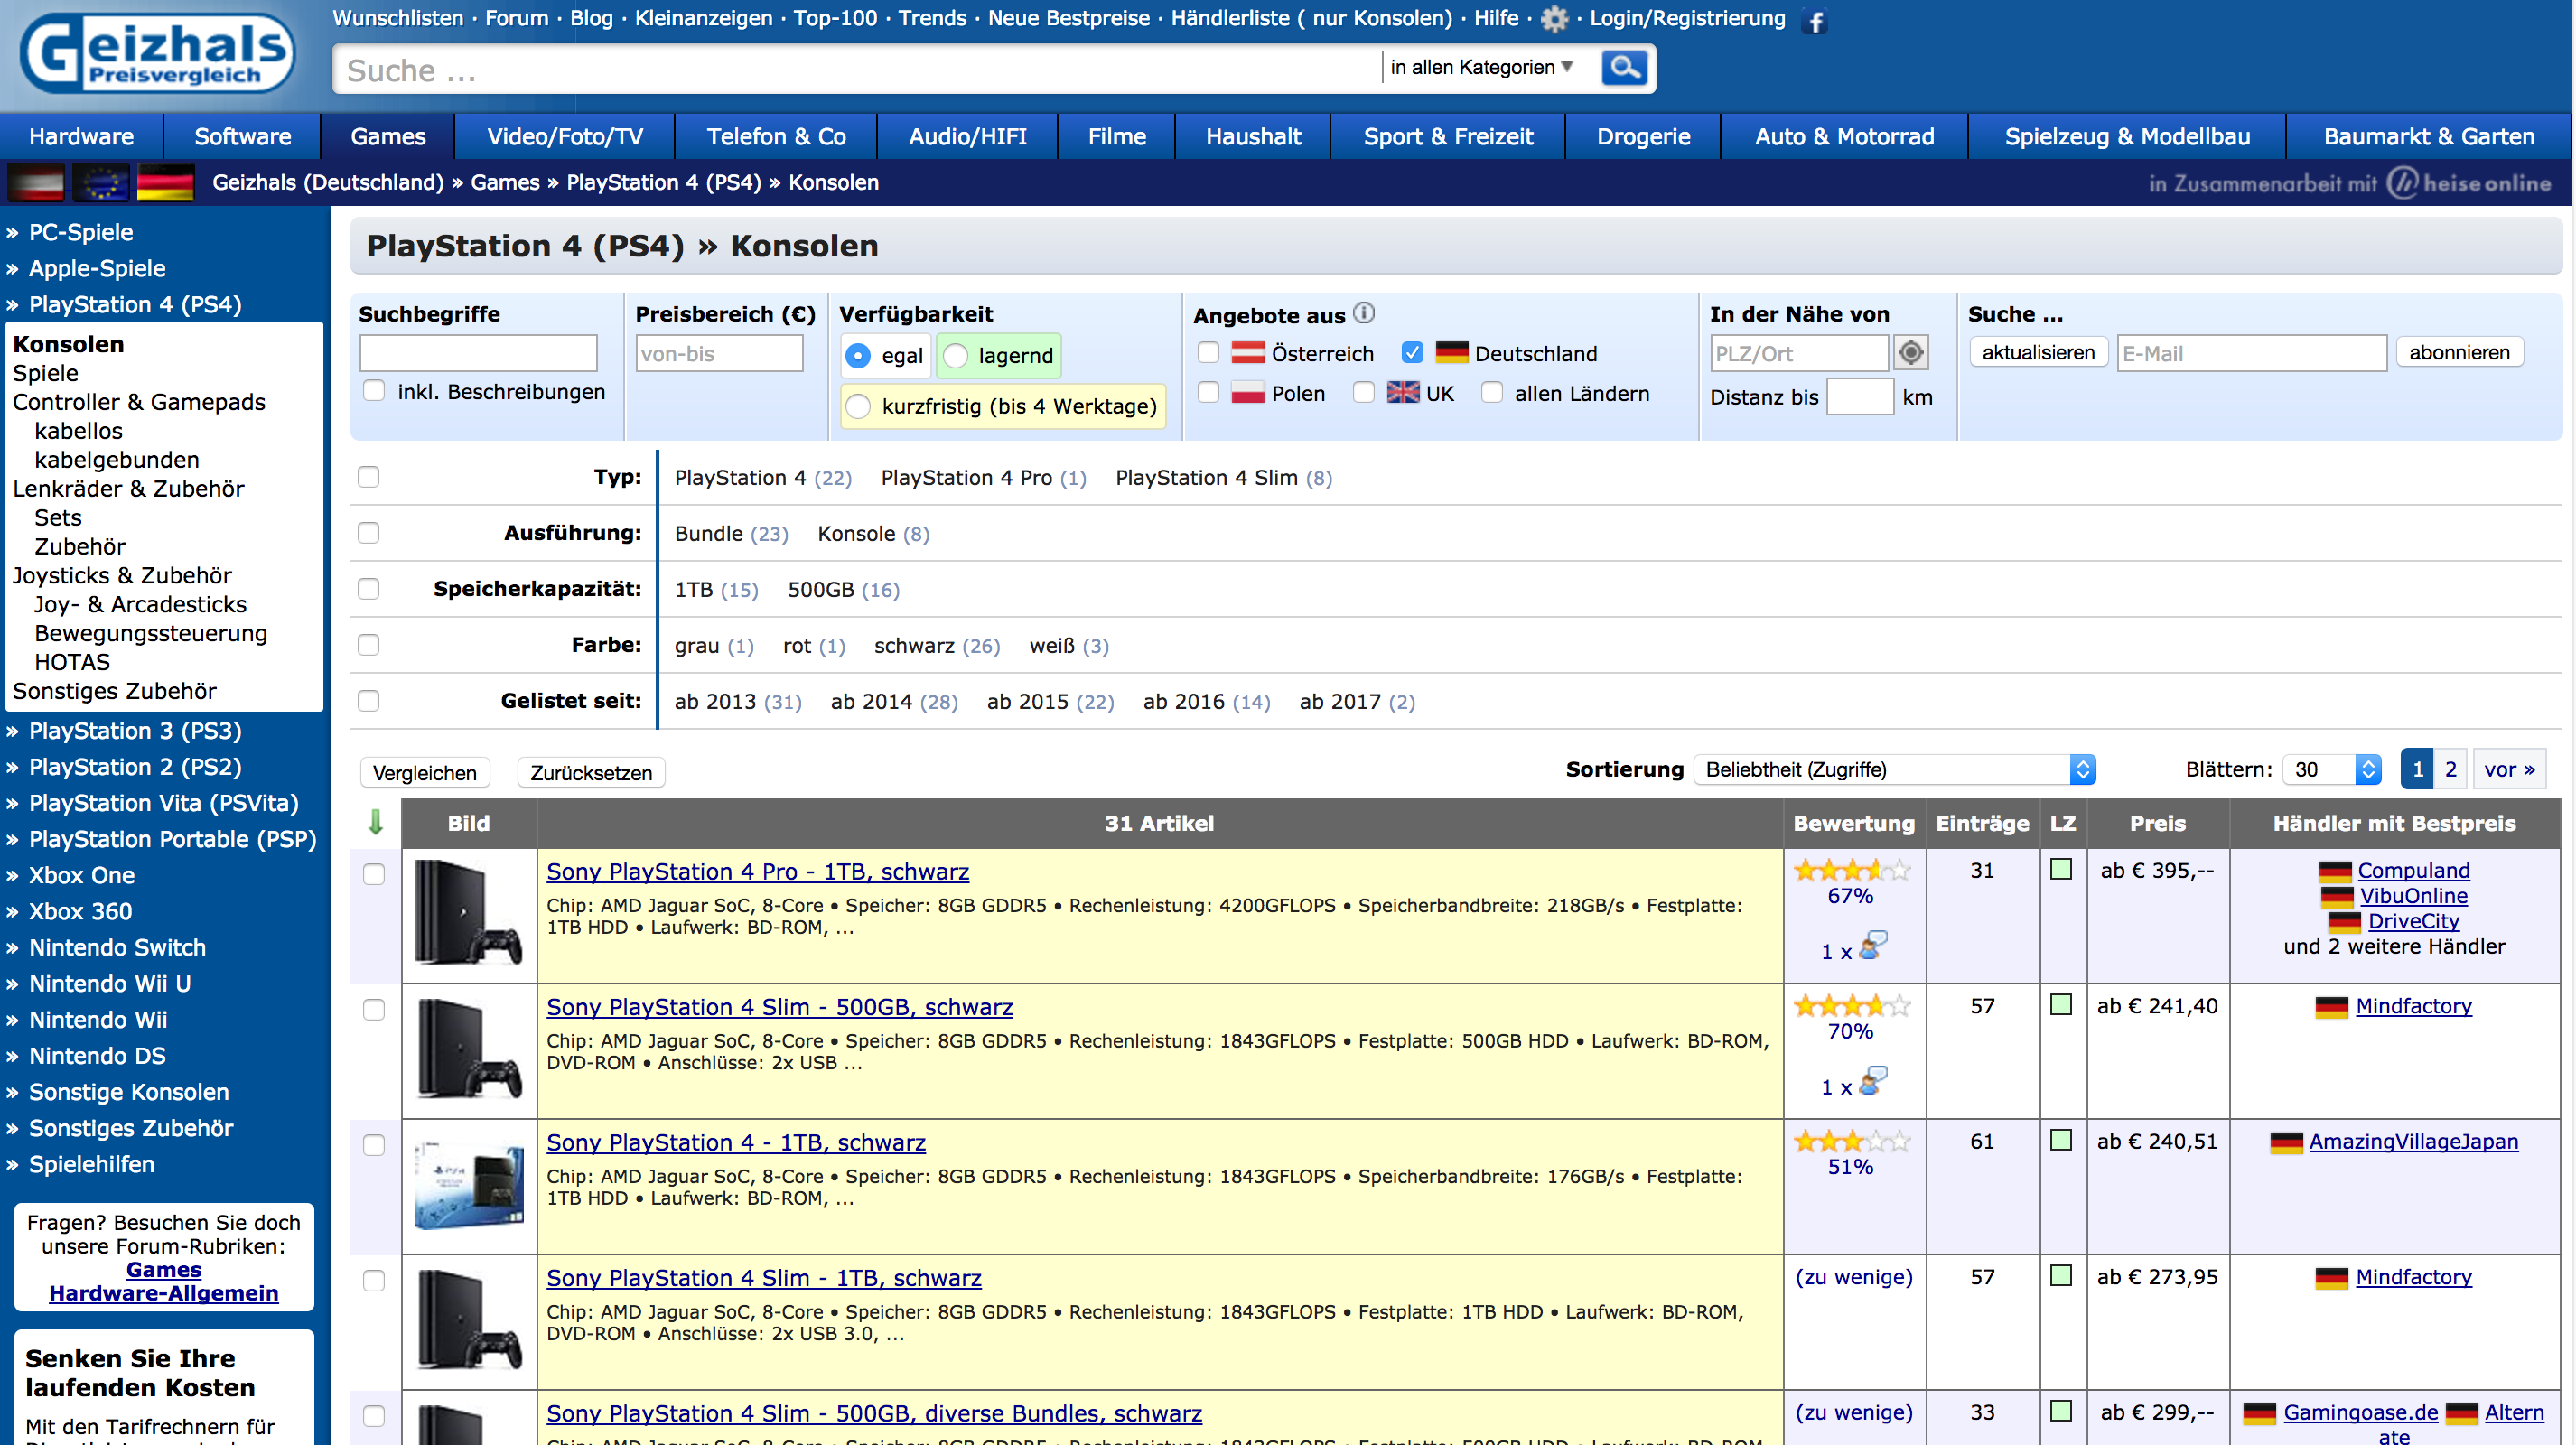 Geizhals
Preisvergleich
Wunschlisten · Forum · Blog · Kleinanzeigen · Top-100 · Trends · Neue Bestpreise · Händlerliste ( nur Konsolen) · Hilfe · · Login/Registrierung
Suche ...
in allen Kategorien
Hardware Software Games Video/Foto/TV Telefon & Co Audio/HIFI Filme Haushalt Sport & Freizeit Drogerie Auto & Motorrad Spielzeug & Modellbau Baumarkt & Garten
Geizhals (Deutschland) » Games » PlayStation 4 (PS4) » Konsolen
in Zusammenarbeit mit heise online
» PC-Spiele
» Apple-Spiele
» PlayStation 4 (PS4)
Konsolen
Spiele
Controller & Gamepads
kabellos
kabelgebunden
Lenkräder & Zubehör
Sets
Zubehör
Joysticks & Zubehör
Joy- & Arcadesticks
Bewegungssteuerung
HOTAS
Sonstiges Zubehör
» PlayStation 3 (PS3)
» PlayStation 2 (PS2)
» PlayStation Vita (PSVita)
» PlayStation Portable (PSP)
» Xbox One
» Xbox 360
» Nintendo Switch
» Nintendo Wii U
» Nintendo Wii
» Nintendo DS
» Sonstige Konsolen
» Sonstiges Zubehör
» Spielehilfen
Fragen? Besuchen Sie doch
unsere Forum-Rubriken:
Games
Hardware-Allgemein
Senken Sie Ihre
laufenden Kosten
Mit den Tarifrechnern für
PlayStation 4 (PS4) » Konsolen
Suchbegriffe
inkl. Beschreibungen
Preisbereich (€)
von-bis
Verfügbarkeit
egal lagernd
kurzfristig (bis 4 Werktage)
Angebote aus
Österreich Deutschland
Polen UK allen Ländern
In der Nähe von
PLZ/Ort
Distanz bis km
Suche ...
aktualisieren E-Mail abonnieren
Typ: PlayStation 4 (22) PlayStation 4 Pro (1) PlayStation 4 Slim (8)
Ausführung: Bundle (23) Konsole (8)
Speicherkapazität: 1TB (15) 500GB (16)
Farbe: grau (1) rot (1) schwarz (26) weiß (3)
Gelistet seit: ab 2013 (31) ab 2014 (28) ab 2015 (22) ab 2016 (14) ab 2017 (2)
Vergleichen Zurücksetzen Sortierung Beliebtheit (Zugriffe) Blättern: 30 1 2 vor »
Bild 31 Artikel Bewertung Einträge LZ Preis Händler mit Bestpreis
Sony PlayStation 4 Pro - 1TB, schwarz
Chip: AMD Jaguar SoC, 8-Core • Speicher: 8GB GDDR5 • Rechenleistung: 4200GFLOPS • Speicherbandbreite: 218GB/s • Festplatte:
1TB HDD • Laufwerk: BD-ROM, ...
67%
1 x
31
ab € 395,--
Compuland
VibuOnline
DriveCity
und 2 weitere Händler
Sony PlayStation 4 Slim - 500GB, schwarz
Chip: AMD Jaguar SoC, 8-Core • Speicher: 8GB GDDR5 • Rechenleistung: 1843GFLOPS • Festplatte: 500GB HDD • Laufwerk: BD-ROM,
DVD-ROM • Anschlüsse: 2x USB ...
70%
1 x
57
ab € 241,40
Mindfactory
Sony PlayStation 4 - 1TB, schwarz
Chip: AMD Jaguar SoC, 8-Core • Speicher: 8GB GDDR5 • Rechenleistung: 1843GFLOPS • Speicherbandbreite: 176GB/s • Festplatte:
1TB HDD • Laufwerk: BD-ROM, ...
51%
61
ab € 240,51
AmazingVillageJapan
Sony PlayStation 4 Slim - 1TB, schwarz
Chip: AMD Jaguar SoC, 8-Core • Speicher: 8GB GDDR5 • Rechenleistung: 1843GFLOPS • Festplatte: 1TB HDD • Laufwerk: BD-ROM,
DVD-ROM • Anschlüsse: 2x USB 3.0, ...
(zu wenige)
57
ab € 273,95
Mindfactory
Sony PlayStation 4 Slim - 500GB, diverse Bundles, schwarz
(zu wenige)
33
ab € 299,--
Gamingoase.de Altern
ate